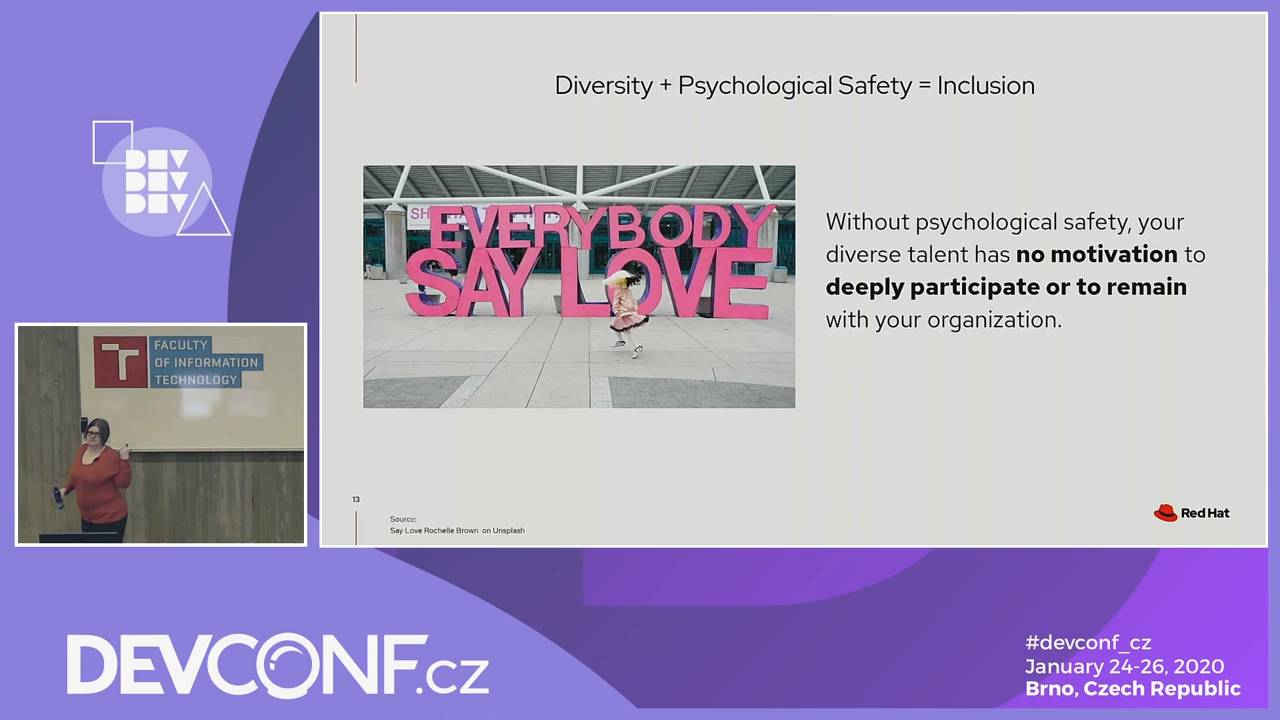 Diversity + Psychological Safety = Inclusion
DEV
DEV
DEV
SH
EVERYBODY
SAY LOVE
Without psychological safety, your
diverse talent has no motivation to
deeply participate or to remain
with your organization.
T
FACULTY
OF INFORMATION
TECHNOLOGY
13
Source:
Say Love Rochelle Brown on Unsplash
Red Hat
DEVCONF.cz
#devconf_cz
January 24-26, 2020
Brno, Czech Republic